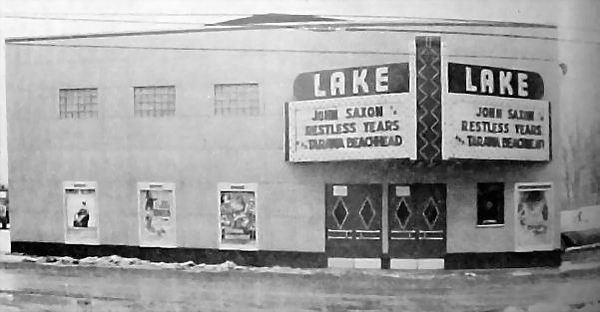 LAKE
JOHN SAXON
RESTLESS YEARS
TARAWA BEACHHEAD
LAKE
JOHN SAXON
RESTLESS YEARS
TARAWA BEACHHEAD